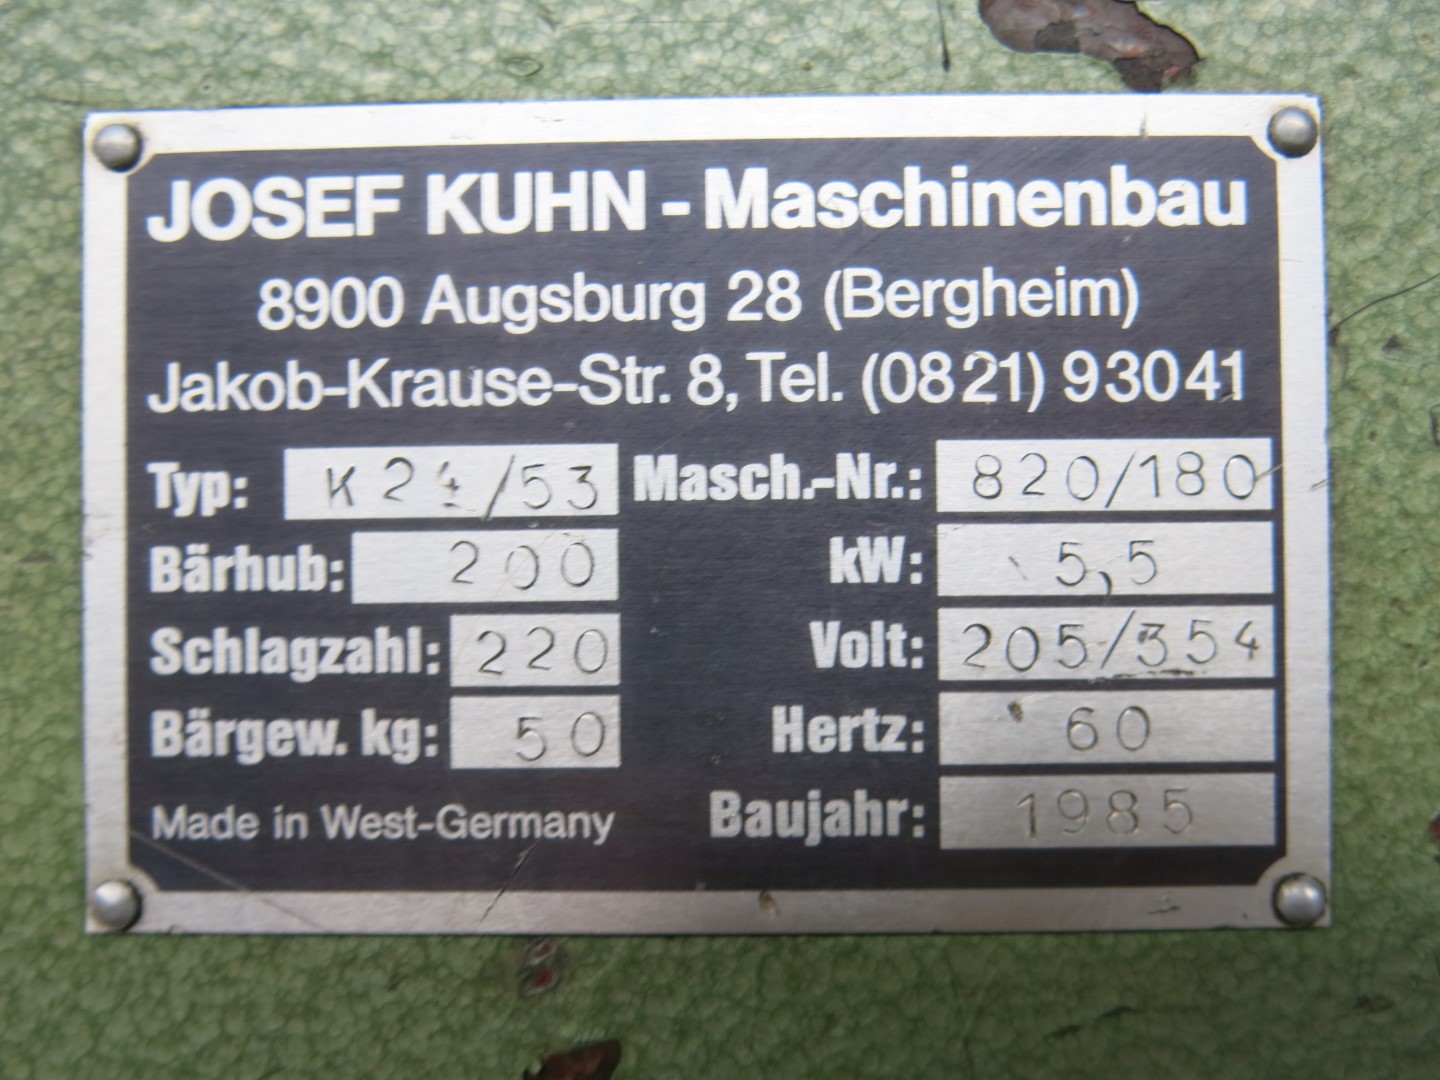 JOSEF KUHN - Maschinenbau
8900 Augsburg 28 (Bergheim)
Jakob-Krause-Str. 8, Tel. (0821) 93041
Typ: K24/53 Masch.-Nr.: 820/180
Bärhub: 200 kW: 5,5
Schlagzahl: 220 Volt: 205/354
Bärgew. kg: 50 Hertz: 60
Made in West-Germany Baujahr: 1985